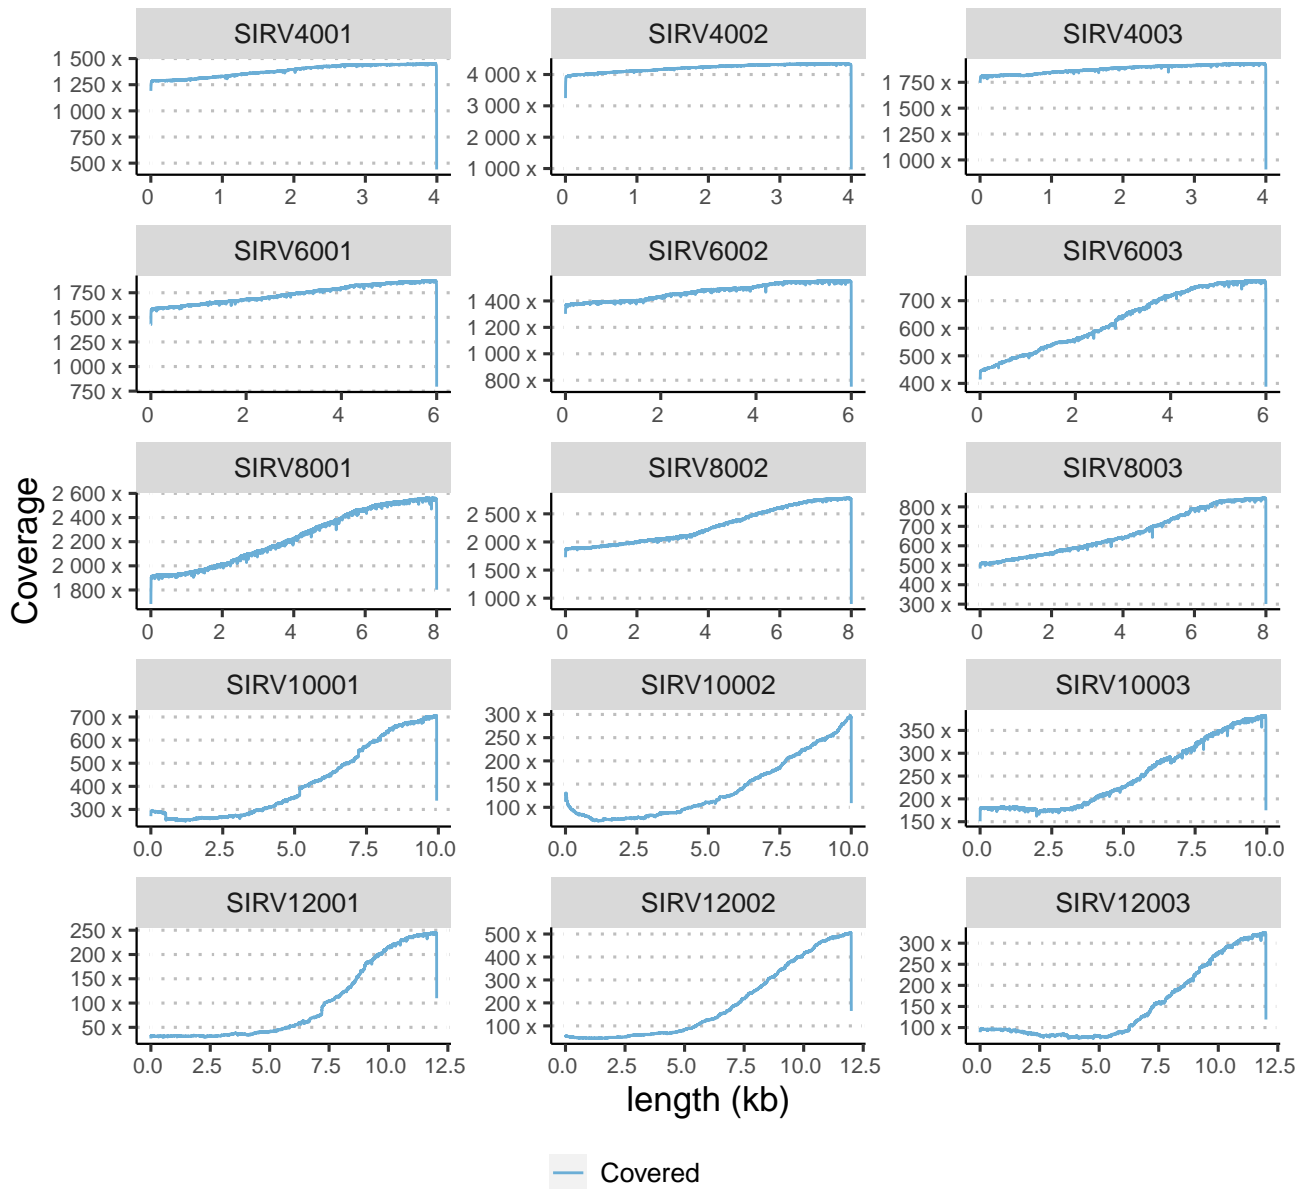 SIRV4001 SIRV4002 SIRV4003
1 500 x
1 250 x
1 000 x
750 x
500 x
4 000 x
3 000 x
2 000 x
1 000 x
1 750 x
1 500 x
1 250 x
1 000 x
0 1 2 3 4
0 1 2 3 4
0 1 2 3 4
SIRV6001 SIRV6002 SIRV6003
1 750 x
1 500 x
1 250 x
1 000 x
750 x
1 400 x
1 200 x
1 000 x
800 x
700 x
600 x
500 x
400 x
0 2 4 6
0 2 4 6
0 2 4 6
SIRV8001 SIRV8002 SIRV8003
2 600 x
2 400 x
2 200 x
2 000 x
1 800 x
2 500 x
2 000 x
1 500 x
1 000 x
800 x
700 x
600 x
500 x
400 x
300 x
0 2 4 6 8
0 2 4 6 8
0 2 4 6 8
Coverage
SIRV10001 SIRV10002 SIRV10003
700 x
600 x
500 x
400 x
300 x
300 x
250 x
200 x
150 x
100 x
350 x
300 x
250 x
200 x
150 x
0.0 2.5 5.0 7.5 10.0
0.0 2.5 5.0 7.5 10.0
0.0 2.5 5.0 7.5 10.0
SIRV12001 SIRV12002 SIRV12003
250 x
200 x
150 x
100 x
50 x
500 x
400 x
300 x
200 x
100 x
300 x
250 x
200 x
150 x
100 x
0.0 2.5 5.0 7.5 10.0 12.5
0.0 2.5 5.0 7.5 10.0 12.5
0.0 2.5 5.0 7.5 10.0 12.5
length (kb)
Covered